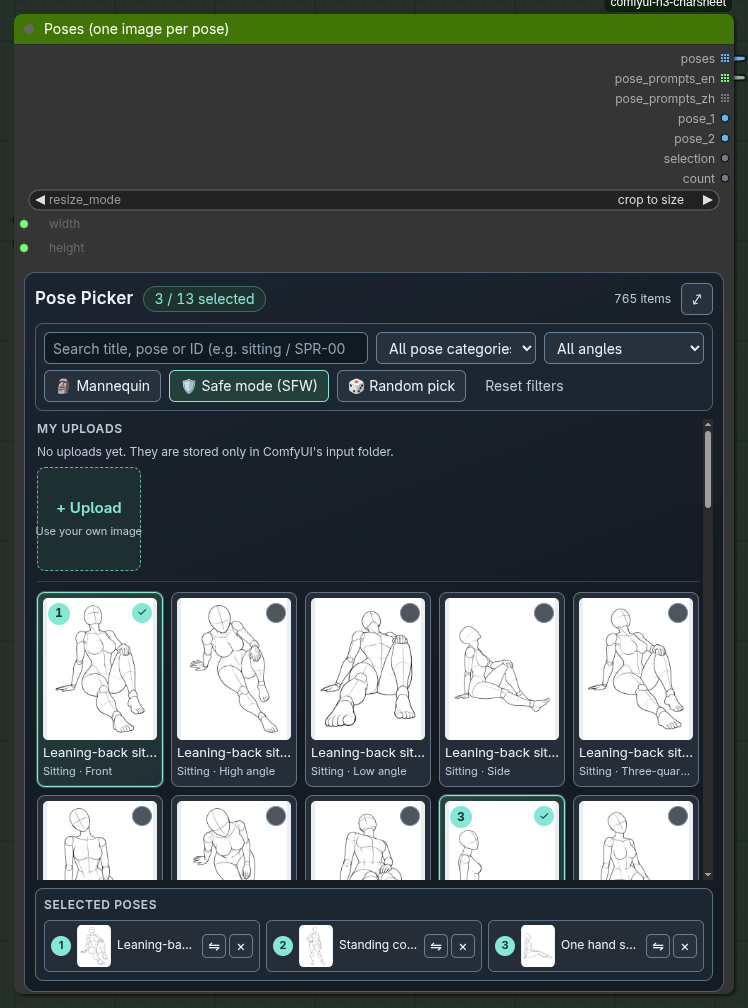 comfyui-h3-charsheet
Poses (one image per pose)
poses
pose_prompts_en
pose_prompts_zh
pose_1
pose_2
selection
count
resize_mode crop to size
width
height
Pose Picker 3 / 13 selected 765 items
Search title, pose or ID (e.g. sitting / SPR-00 All pose categories All angles
Mannequin Safe mode (SFW) Random pick Reset filters
MY UPLOADS
No uploads yet. They are stored only in ComfyUI's input folder.
+ Upload
Use your own image
1
Leaning-back sit... Leaning-back sit... Leaning-back sit... Leaning-back sit... Leaning-back sit...
Sitting · Front Sitting · High angle Sitting · Low angle Sitting · Side Sitting · Three-quar...
3
SELECTED POSES
1 Leaning-ba... 2 Standing co... 3 One hand s...